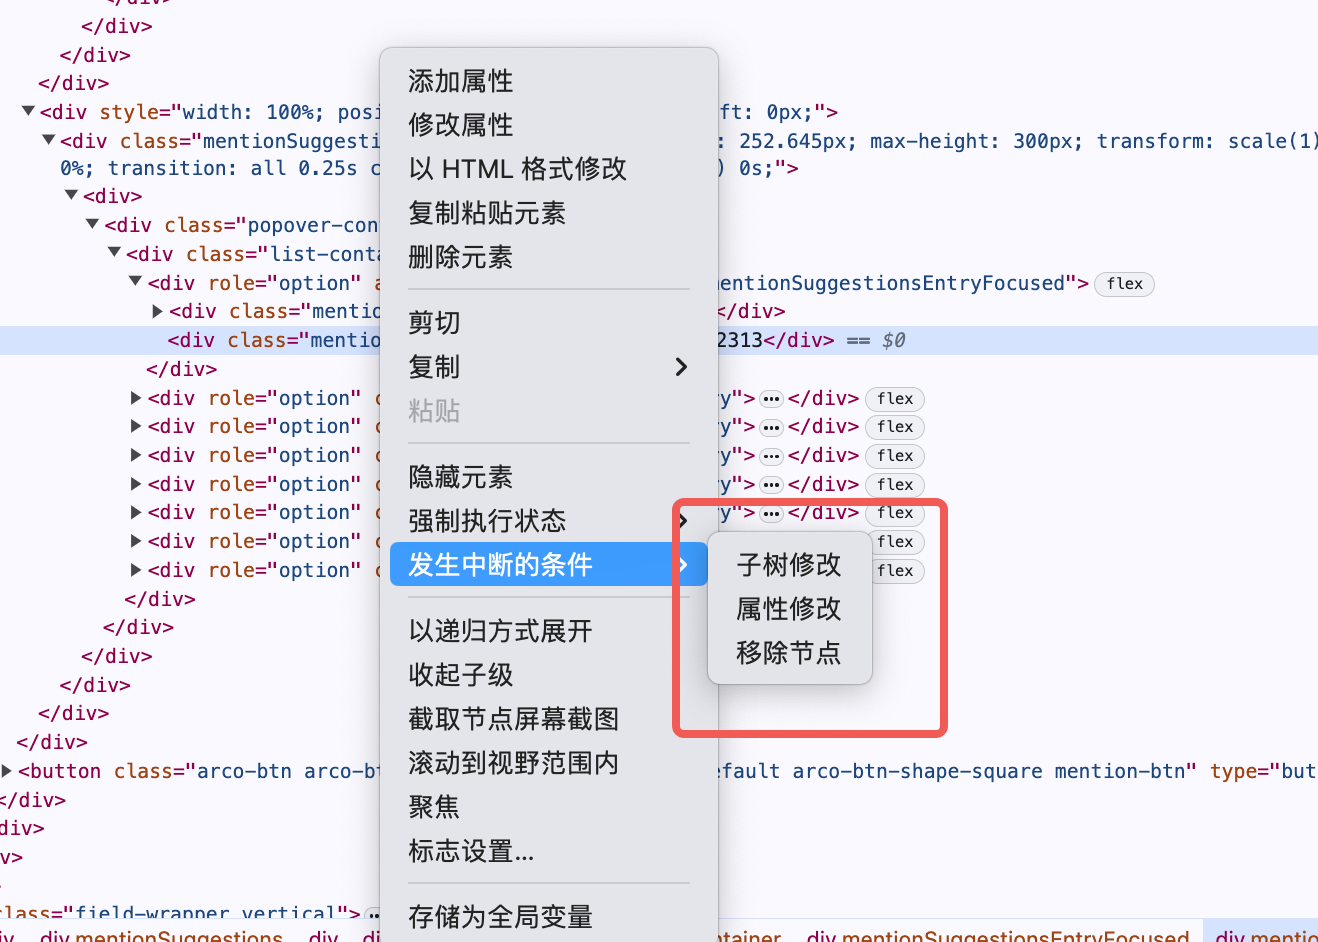 </div>
</div>
</div>
</div>
<div style="width: 100%; posi ft: 0px;">
<div class="mentionSuggesti : 252.645px; max-height: 300px; transform: scale(1)
0%; transition: all 0.25s c ) 0s;">
<div>
<div class="popover-con
<div class="list-conta
<div role="option" a mentionSuggestionsEntryFocused"> flex
<div class="mentio </div>
<div class="mentio 2313</div> == $0
</div>
<div role="option" c y"> ••• </div> flex
<div role="option" c y"> ••• </div> flex
<div role="option" c y"> ••• </div> flex
<div role="option" c y"> ••• </div> flex
<div role="option" c y"> ••• </div> flex
<div role="option" c flex
<div role="option" c flex
</div>
</div>
</div>
</div>
</div>
</div>
<button class="arco-btn arco-bt efault arco-btn-shape-square mention-btn" type="but
</div>
div>
v>
class="field-wrapper vertical">
iv div.mentionSuggestions div di ntainer div.mentionSuggestionsEntryFocused div.mentio
添加属性
修改属性
以 HTML 格式修改
复制粘贴元素
删除元素
剪切
复制
粘贴
隐藏元素
强制执行状态
发生中断的条件
以递归方式展开
收起子级
截取节点屏幕截图
滚动到视野范围内
聚焦
标志设置...
存储为全局变量
子树修改
属性修改
移除节点